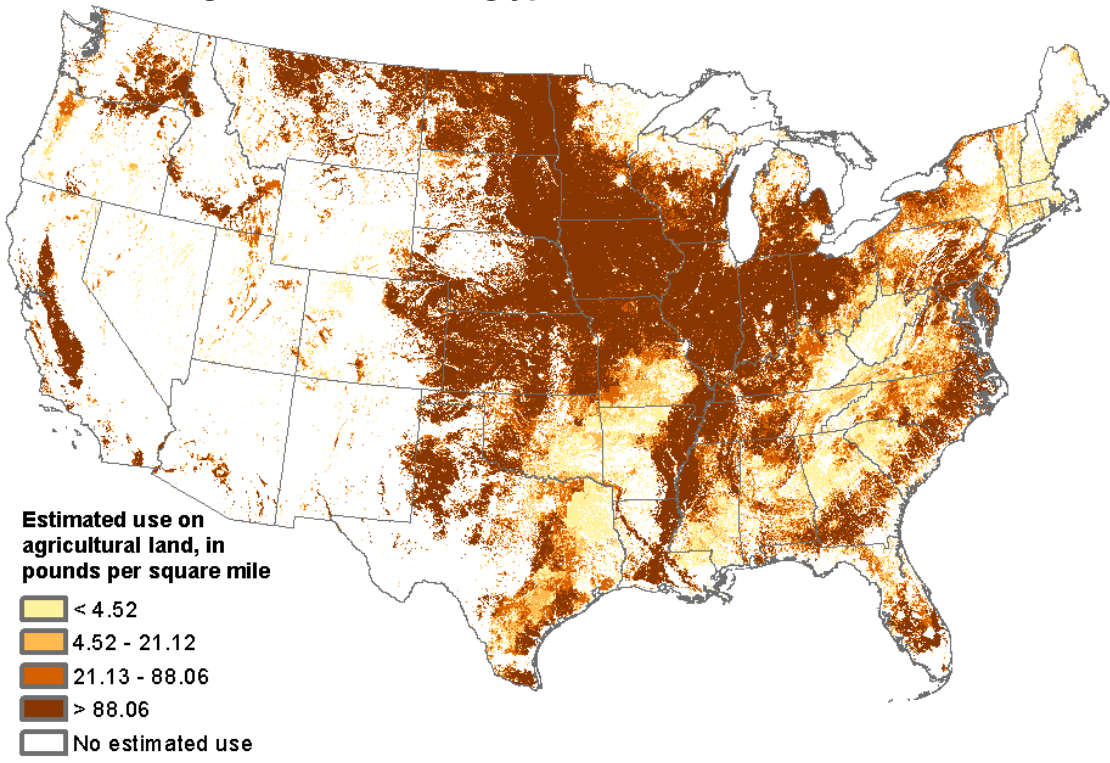 Estimated use on
agricultural land, in
pounds per square mile
< 4.52
4.52 - 21.12
21.13 - 88.06
> 88.06
No estimated use